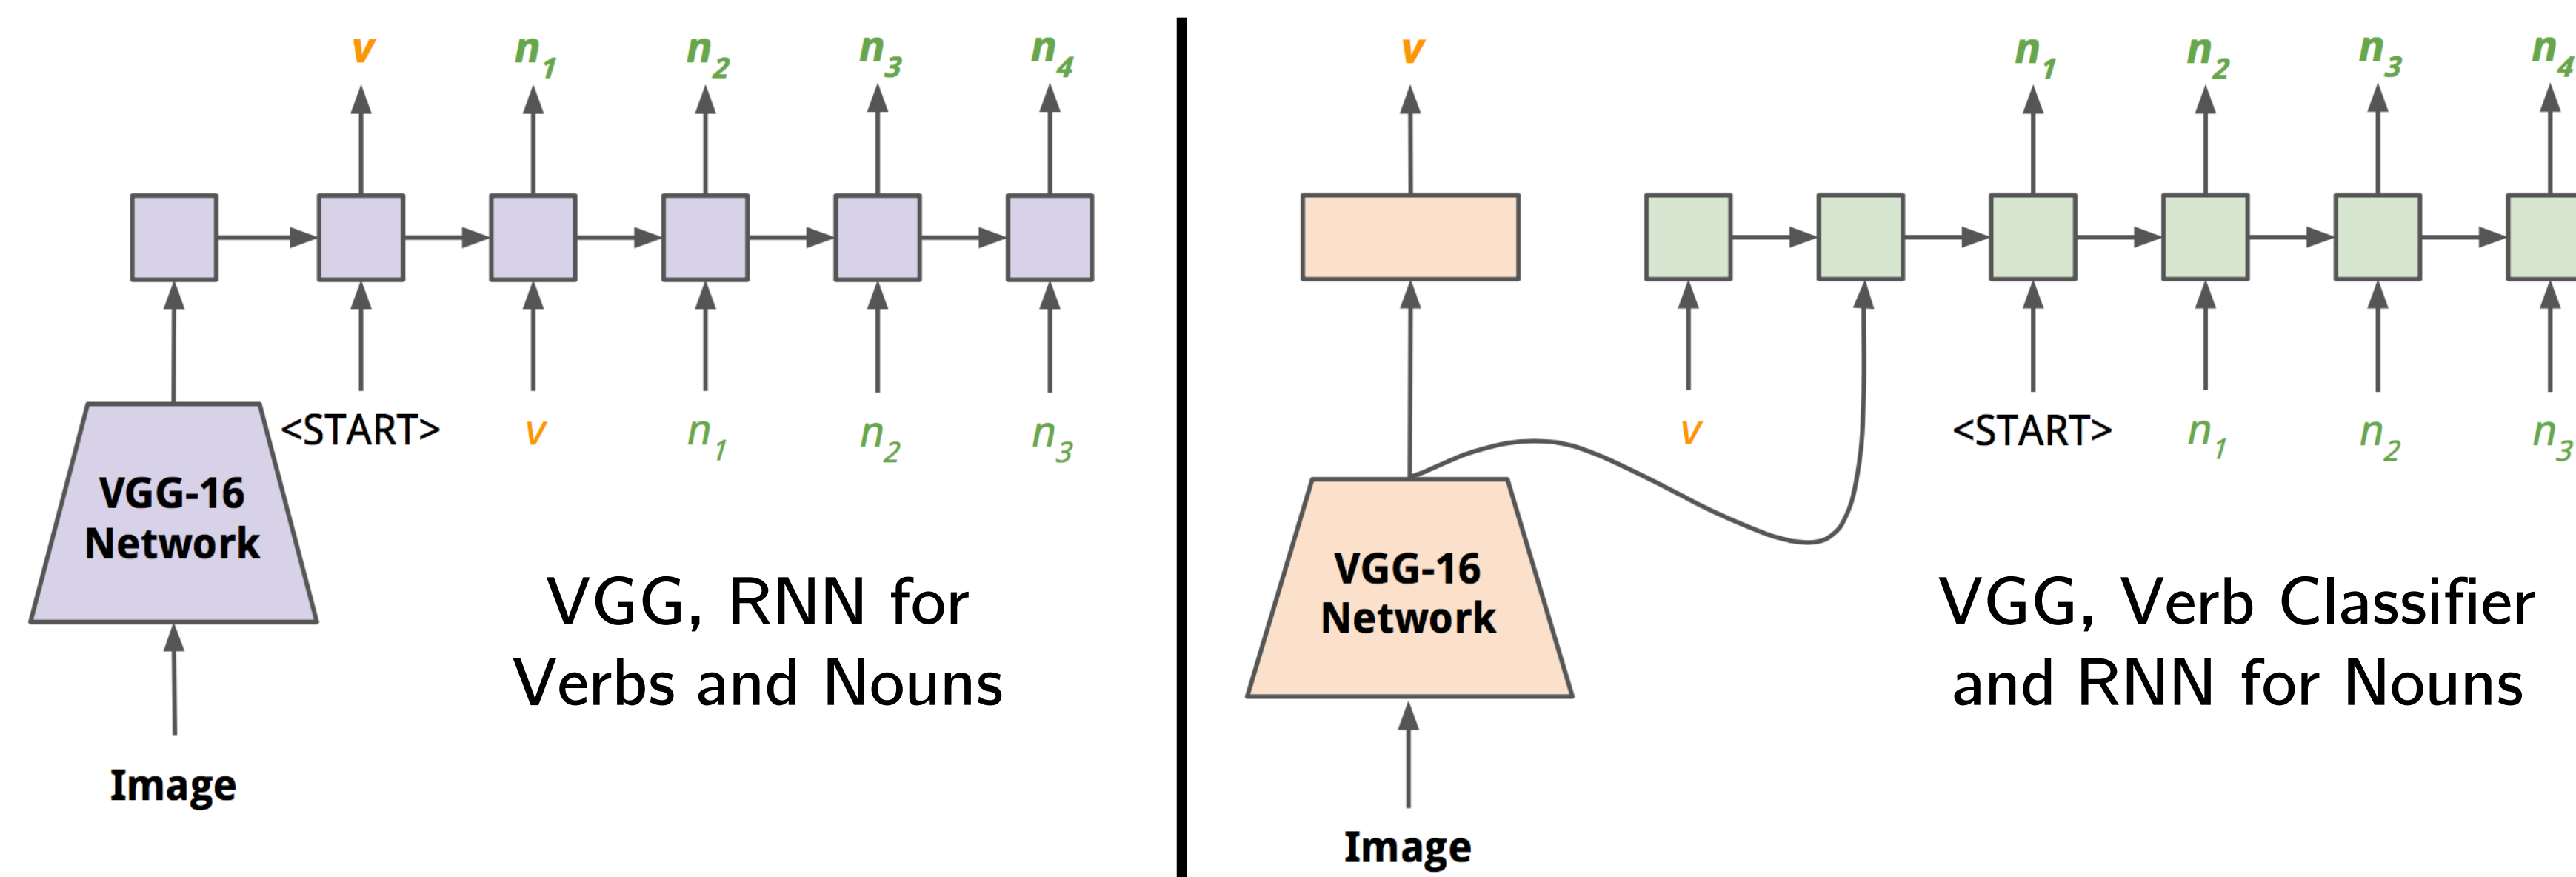 v n1 n2 n3 n4
<START> v n1 n2 n3
VGG-16
Network
Image
VGG, RNN for
Verbs and Nouns
v n1 n2 n3 n4
v <START> n1 n2 n3
VGG-16
Network
Image
VGG, Verb Classifier
and RNN for Nouns